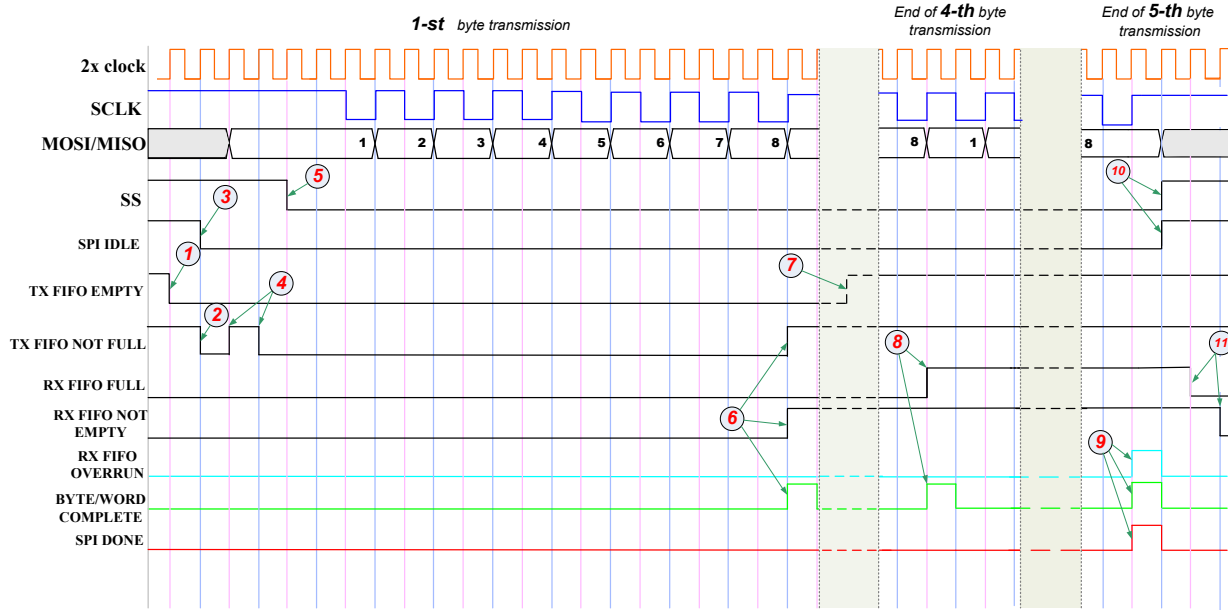 1-st byte transmission
End of 4-th byte
transmission
End of 5-th byte
transmission
2x clock
SCLK
MOSI/MISO
1 2 3 4 5 6 7 8 8 1 8
SS
5
10
3
SPI IDLE
1
7
TX FIFO EMPTY
4
2
TX FIFO NOT FULL
8
11
RX FIFO FULL
RX FIFO NOT
EMPTY
6
RX FIFO
OVERRUN
9
BYTE/WORD
COMPLETE
SPI DONE